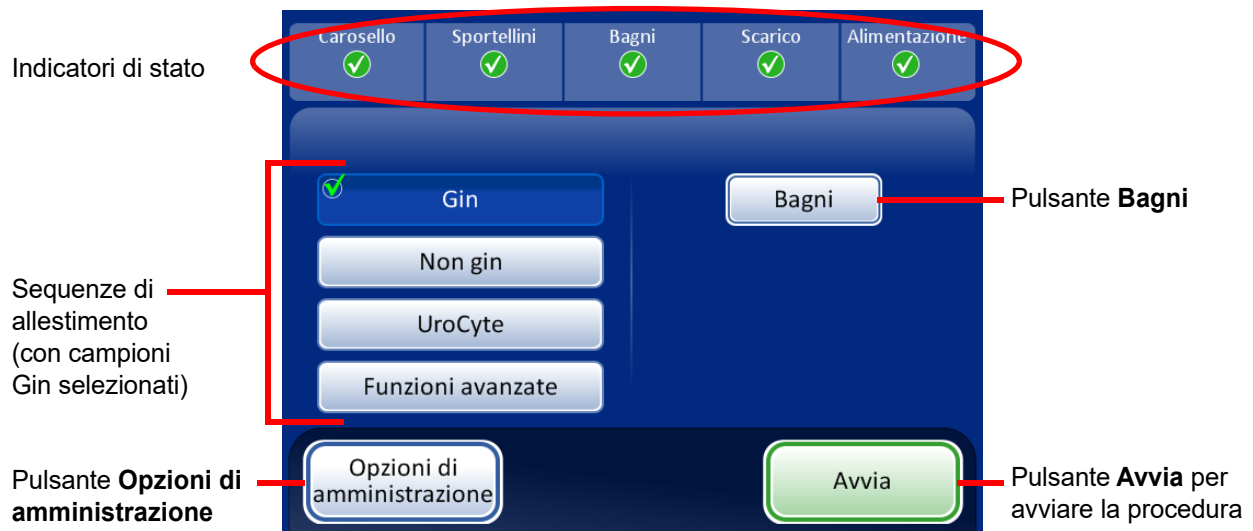 Carosello Sportellini Bagni Scarico Alimentazione
Indicatori di stato
Gin
Bagni
Pulsante Bagni
Non gin
Sequenze di
allestimento
(con campioni
Gin selezionati)
UroCyte
Funzioni avanzate
Pulsante Opzioni di
amministrazione
Opzioni di
amministrazione
Avvia
Pulsante Avvia per
avviare la procedura